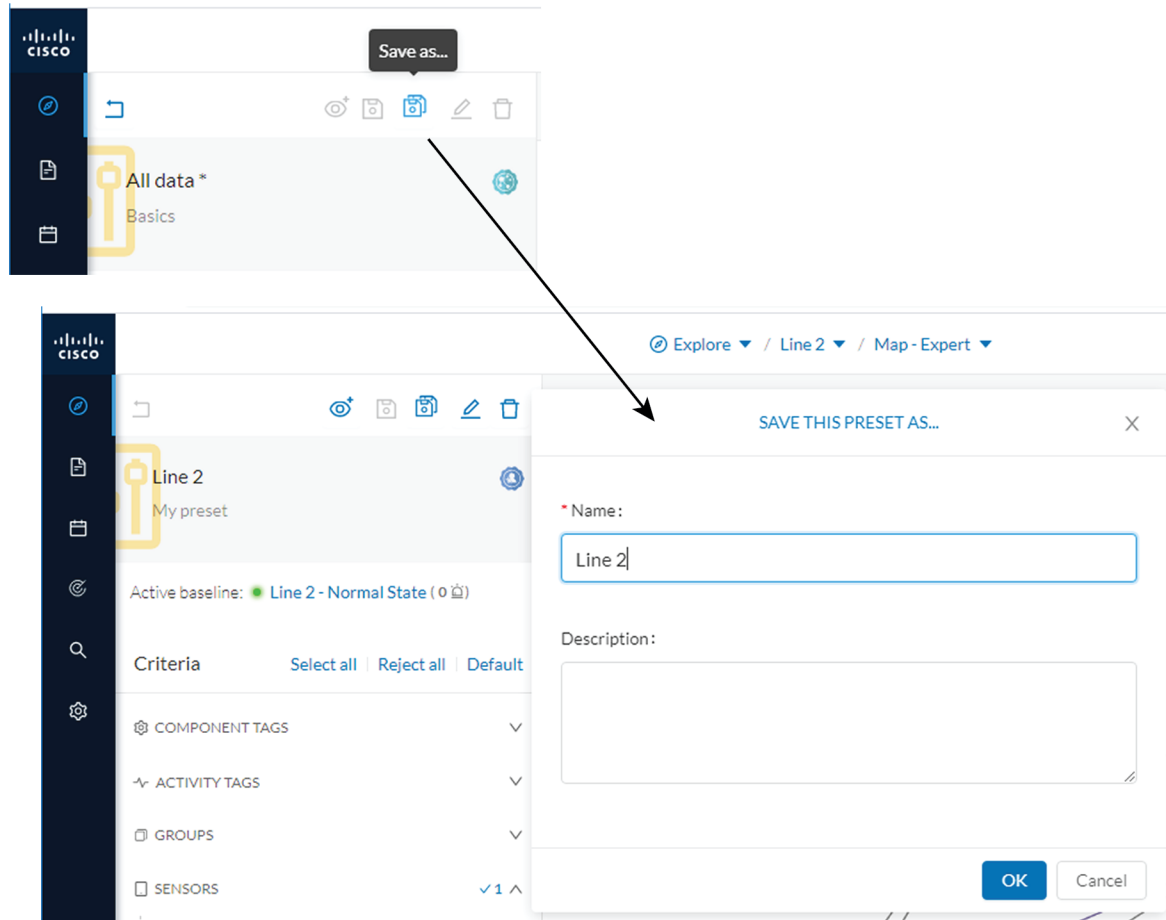 Save as...
CISCO
All data *
Basics
CISCO
Explore / Line 2 / Map - Expert
SAVE THIS PRESET AS...
Line 2
My preset
* Name:
Line 2
Active baseline: Line 2 - Normal State ( 0 )
Description:
Criteria Select all Reject all Default
COMPONENT TAGS
ACTIVITY TAGS
GROUPS
SENSORS 1
OK Cancel